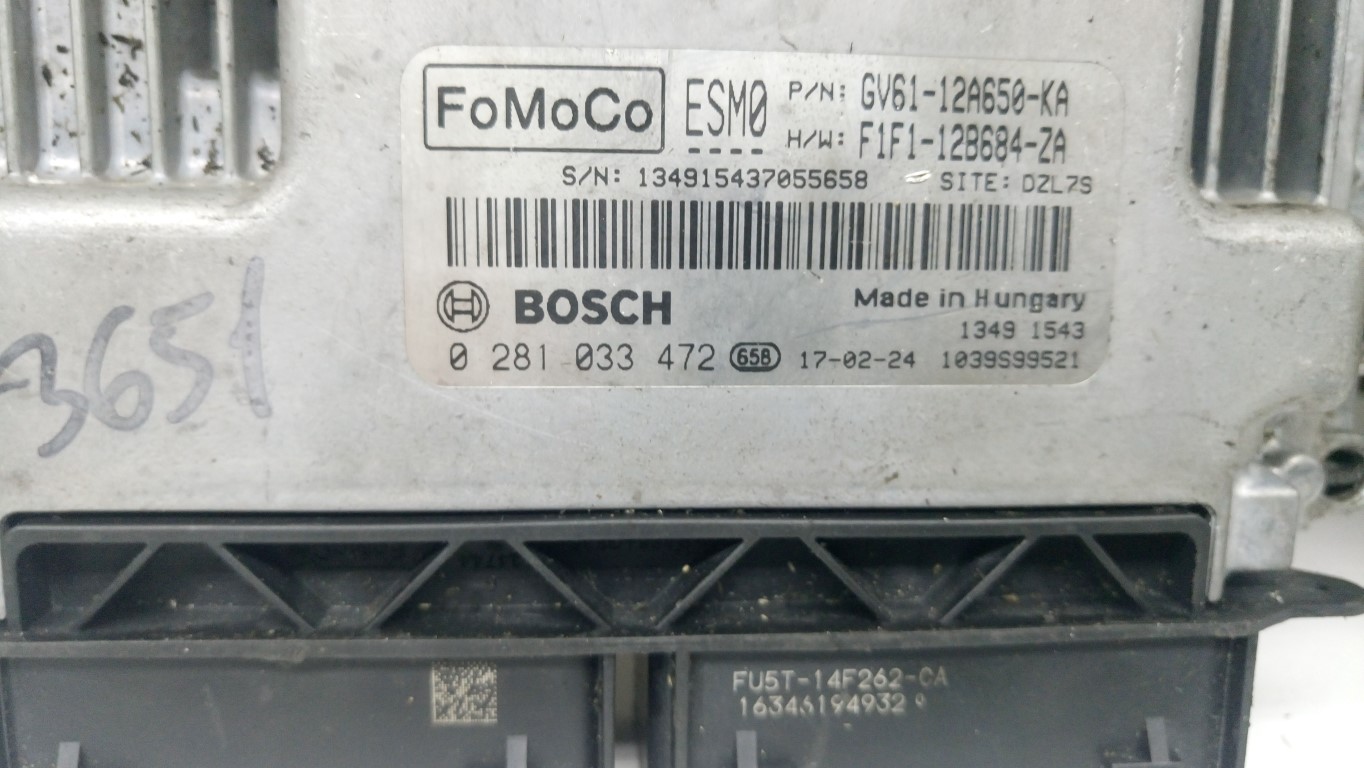 FoMoCo
ESM0
P/N: GV61-12A650-KA
H/W: F1F1-12B684-ZA
S/N: 134915437055658 SITE: DZL7S
BOSCH
Made in Hungary
1349 1543
0 281 033 472 658 17-02-24 1039S99521
3651
FU5T-14F262-CA
16346194932